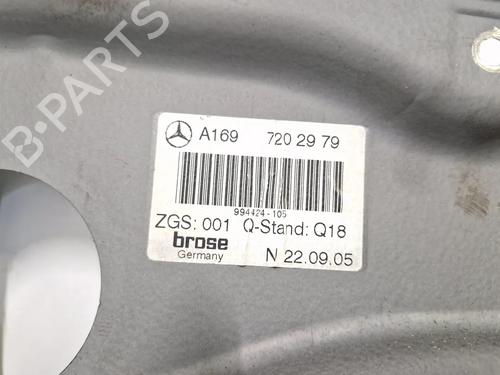 B-PARTS
A169 720 29 79
994424-105
ZGS: 001 Q-Stand: Q18
brose
Germany N 22.09.05